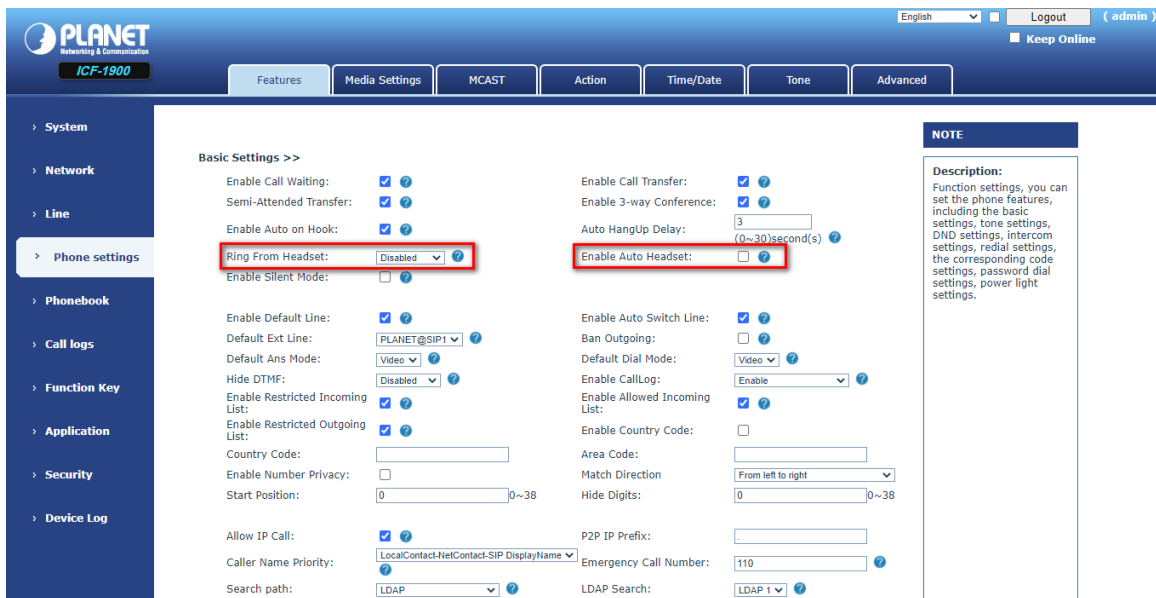 English
Logout
( admin )
Keep Online
PLANET
Networking & Communication
ICF-1900
Features
Media Settings
MCAST
Action
Time/Date
Tone
Advanced
› System
› Network
› Line
› Phone settings
› Phonebook
› Call logs
› Function Key
› Application
› Security
› Device Log
Basic Settings >>
Enable Call Waiting: ? Enable Call Transfer: ?
Semi-Attended Transfer: ? Enable 3-way Conference: ?
Enable Auto on Hook: ? Auto HangUp Delay: 3
(0~30)second(s) ?
Ring From Headset: Disabled ? Enable Auto Headset: ?
Enable Silent Mode: ?
Enable Default Line: ? Enable Auto Switch Line: ?
Default Ext Line: PLANET@SIP1 ? Ban Outgoing: ?
Default Ans Mode: Video ? Default Dial Mode: Video ?
Hide DTMF: Disabled ? Enable CallLog: Enable ?
Enable Restricted Incoming
List: ?
Enable Allowed Incoming
List: ?
Enable Restricted Outgoing
List: ?
Enable Country Code:
Country Code: Area Code:
Enable Number Privacy: Match Direction From left to right
Start Position: 0 0~38 Hide Digits: 0 0~38
Allow IP Call: ? P2P IP Prefix: .
Caller Name Priority: LocalContact-NetContact-SIP DisplayName ? Emergency Call Number: 110 ?
Search path: LDAP ? LDAP Search: LDAP 1 ?
NOTE
Description:
Function settings, you can
set the phone features,
including the basic
settings, tone settings,
DND settings, intercom
settings, redial settings,
the corresponding code
settings, password dial
settings, power light
settings.